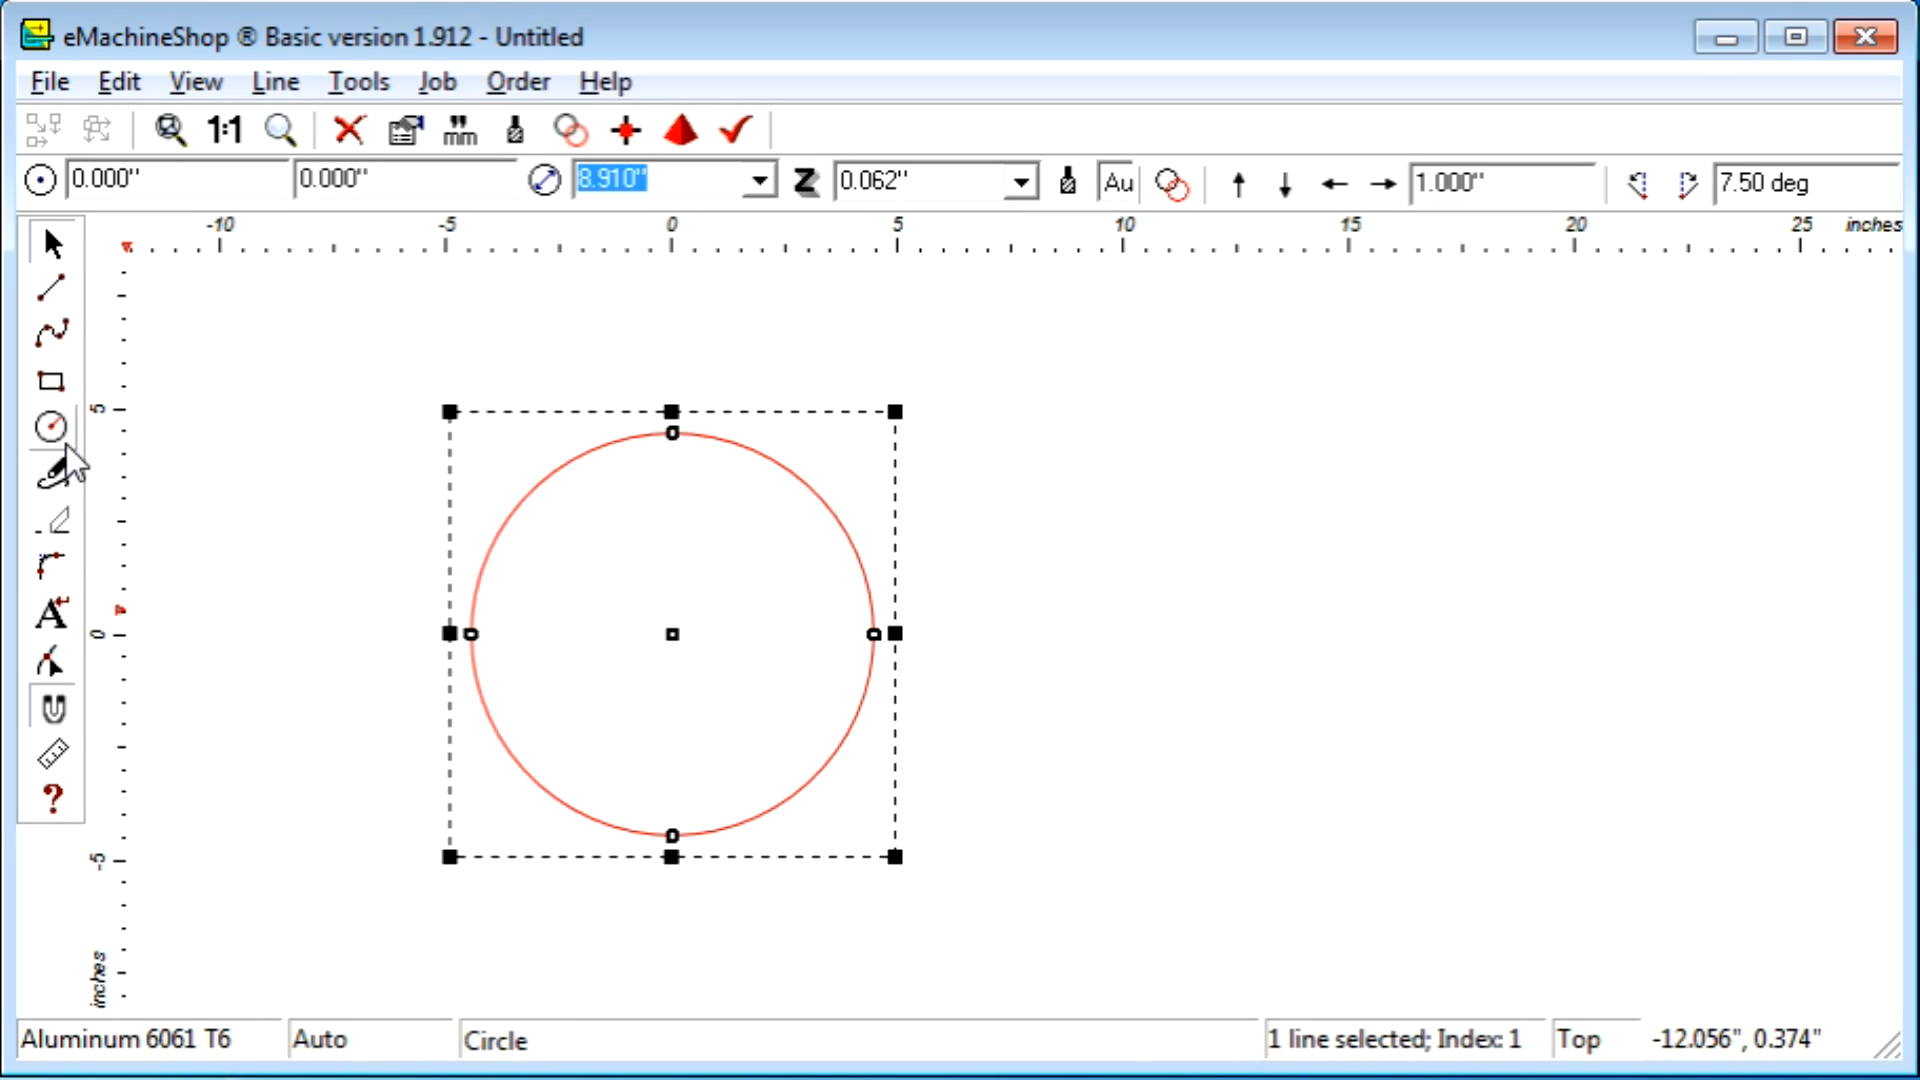 eMachineShop ® Basic version 1.912 - Untitled
File Edit View Line Tools Job Order Help
1:1 mm
0.000" 0.000" 8.910" 0.062" Au 1.000" 7.50 deg
-10 -5 0 5 10 15 20 25 inches
5
0
-5
inches
A
?
Aluminum 6061 T6 Auto Circle 1 line selected; Index: 1 Top -12.056", 0.374"